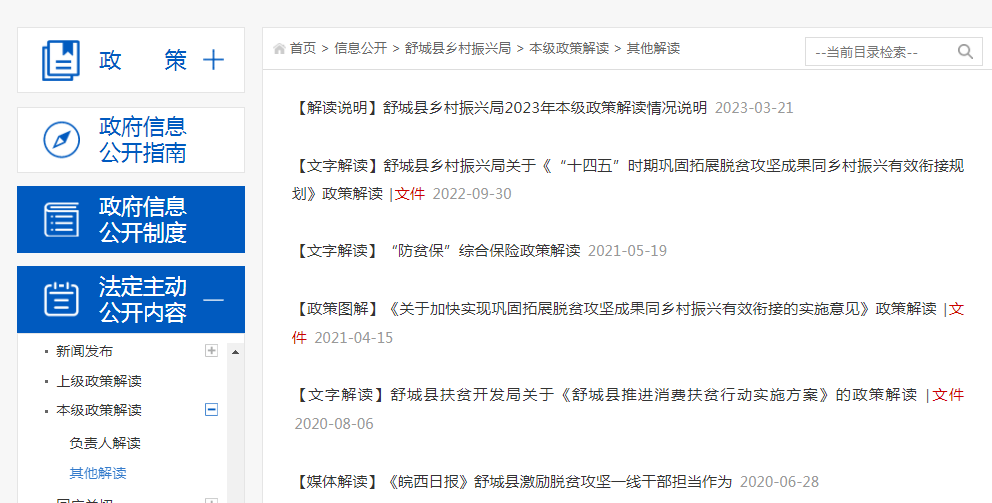 政 策
政府信息
公开指南
政府信息
公开制度
法定主动
公开内容
新闻发布
上级政策解读
本级政策解读
负责人解读
其他解读
首页 > 信息公开 > 舒城县乡村振兴局 > 本级政策解读 > 其他解读
--当前目录检索--
【解读说明】舒城县乡村振兴局2023年本级政策解读情况说明 2023-03-21
【文字解读】舒城县乡村振兴局关于《“十四五”时期巩固拓展脱贫攻坚成果同乡村振兴有效衔接规
划》政策解读 |文件 2022-09-30
【文字解读】“防贫保”综合保险政策解读 2021-05-19
【政策图解】《关于加快实现巩固拓展脱贫攻坚成果同乡村振兴有效衔接的实施意见》政策解读 |文
件 2021-04-15
【文字解读】舒城县扶贫开发局关于《舒城县推进消费扶贫行动实施方案》的政策解读 |文件
2020-08-06
【媒体解读】《皖西日报》舒城县激励脱贫攻坚一线干部担当作为 2020-06-28